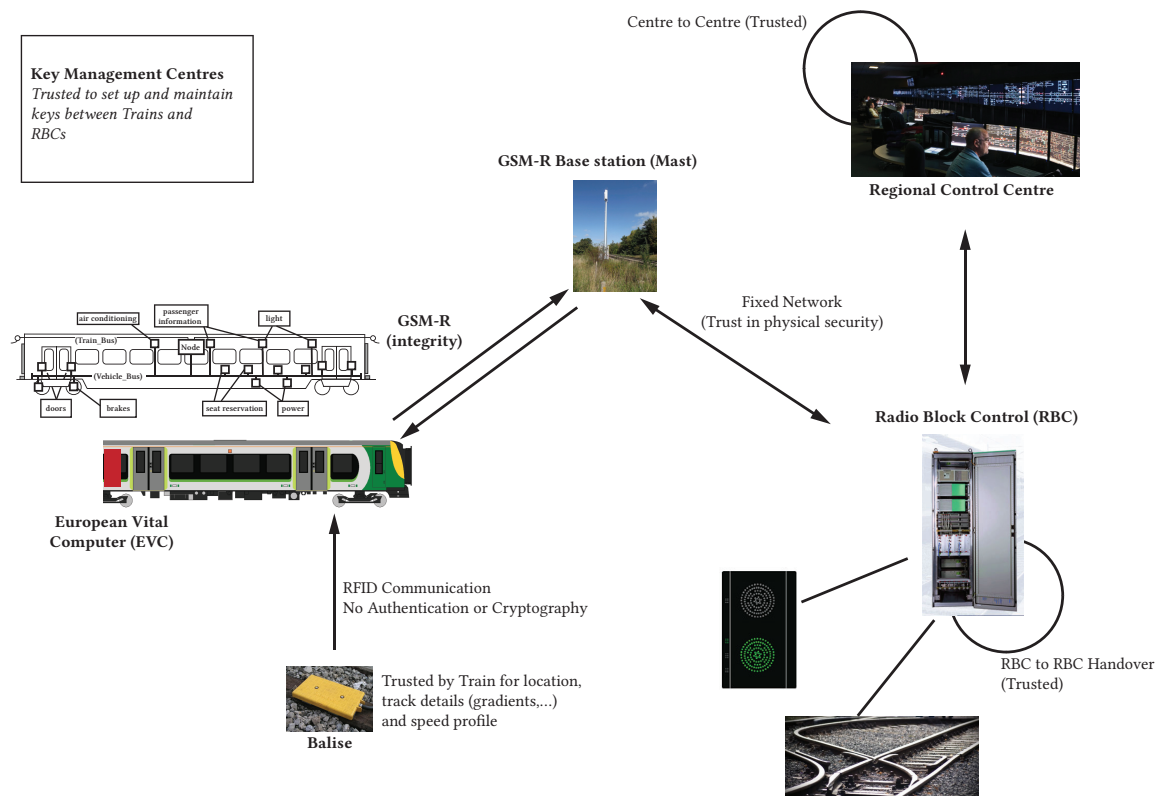 Centre to Centre (Trusted)
Key Management Centres
Trusted to set up and maintain
keys between Trains and
RBCs
GSM-R Base station (Mast)
Regional Control Centre
Fixed Network
(Trust in physical security)
GSM-R
(integrity)
air conditioning
passenger
information
light
(Train_Bus)
Node
(Vehicle_Bus)
doors
brakes
seat reservation
power
Radio Block Control (RBC)
European Vital
Computer (EVC)
RFID Communication
No Authentication or Cryptography
Trusted by Train for location,
track details (gradients,...)
and speed profile
Balise
RBC to RBC Handover
(Trusted)